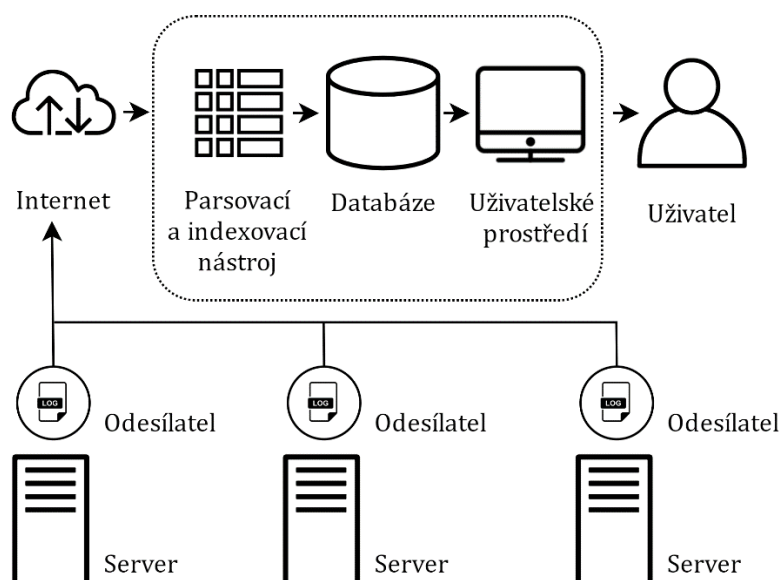 Internet
Parsovací
a indexovací
nástroj
Databáze
Uživatelské
prostředí
Uživatel
LOG
Odesílatel
LOG
Odesílatel
LOG
Odesílatel
Server
Server
Server